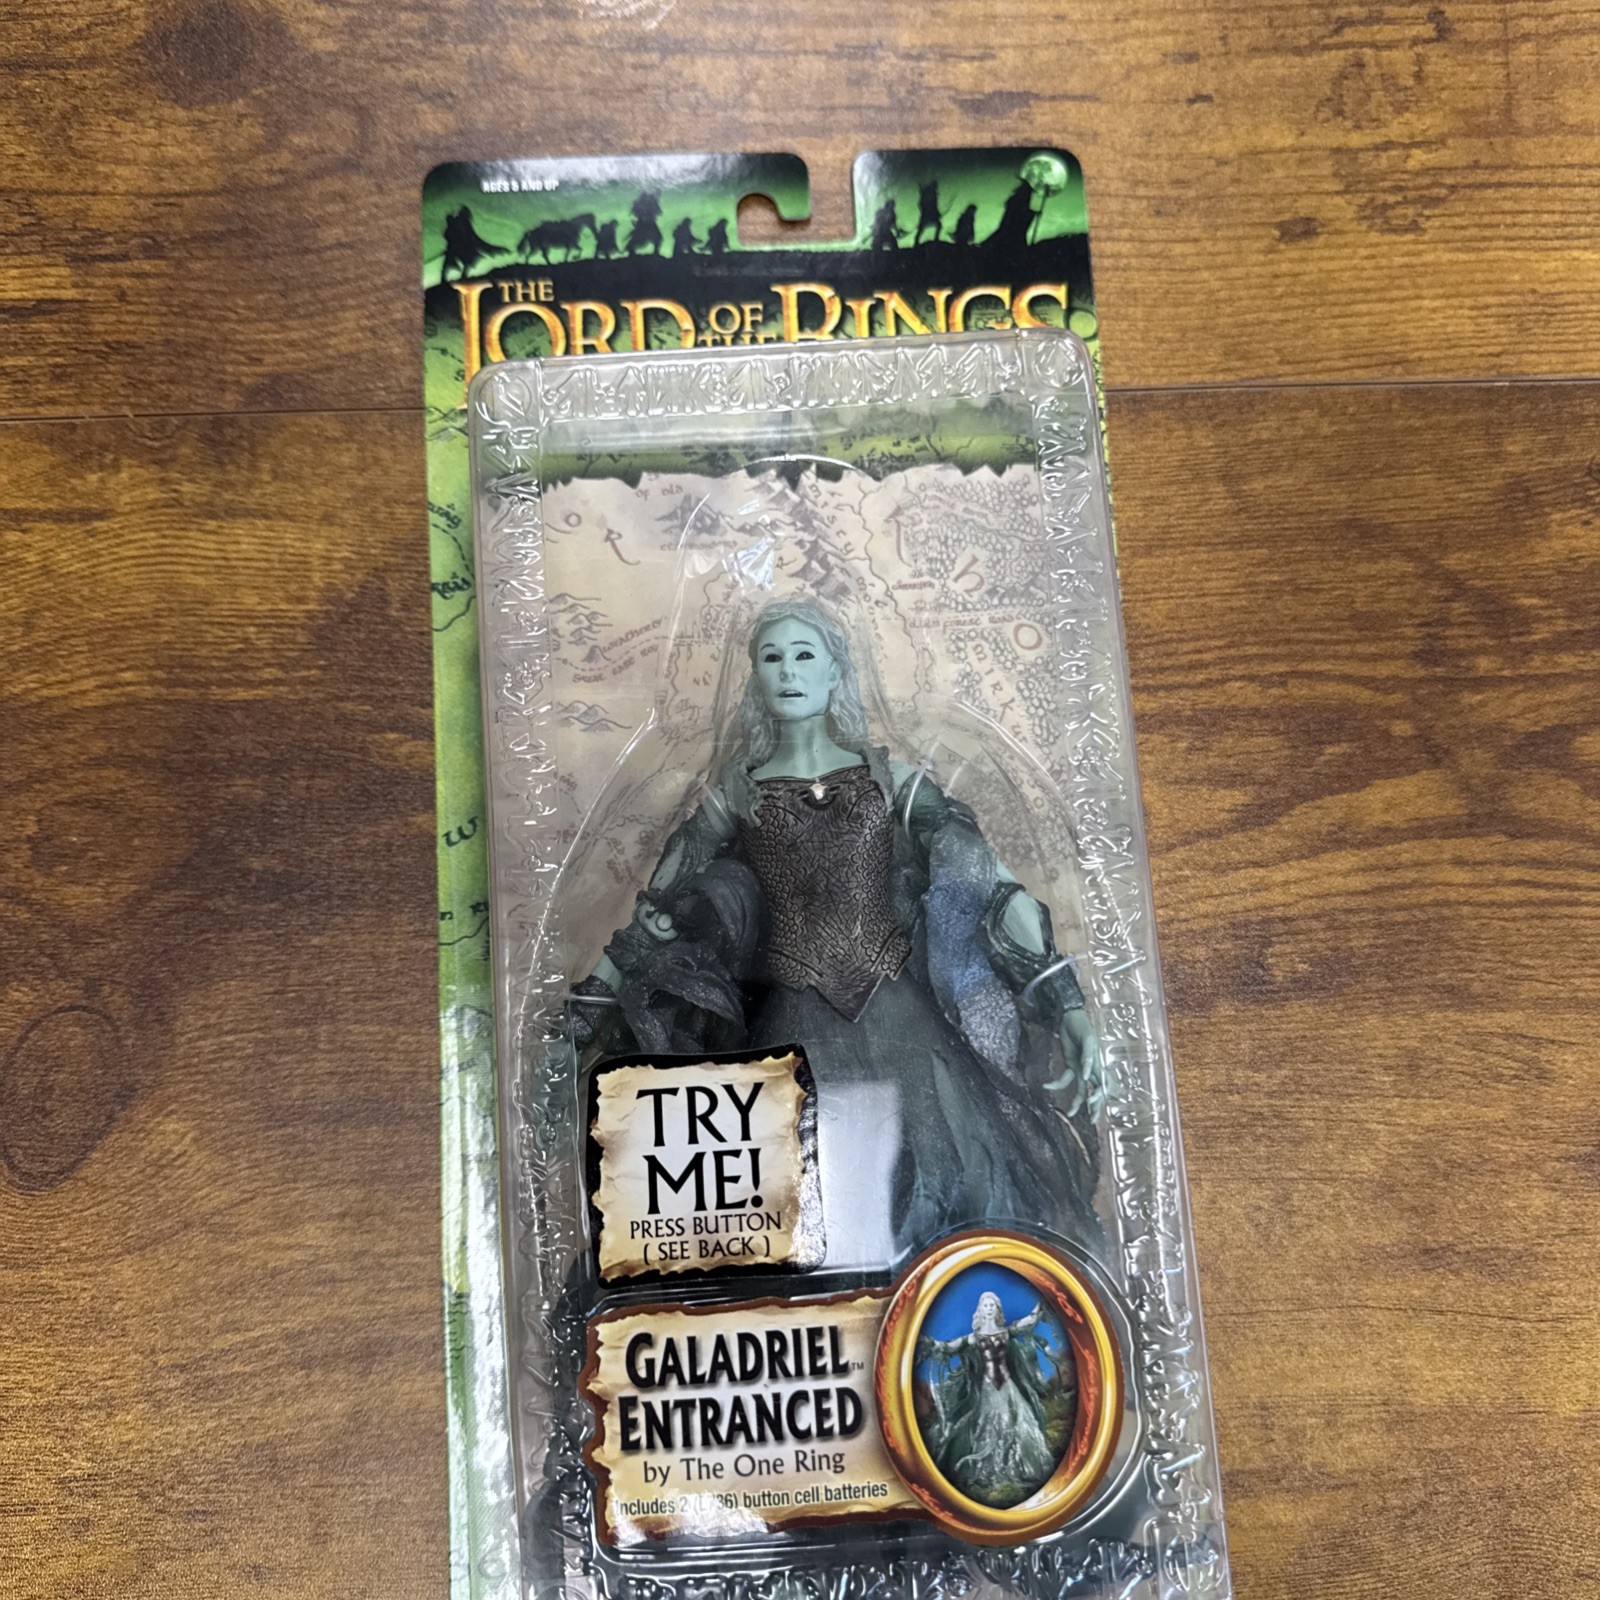 AGES 5 AND UP
THE
LORD OF THE RINGS
TRY
ME!
PRESS BUTTON
( SEE BACK )
GALADRIEL™
ENTRANCED
by The One Ring
Includes 2 (L736) button cell batteries